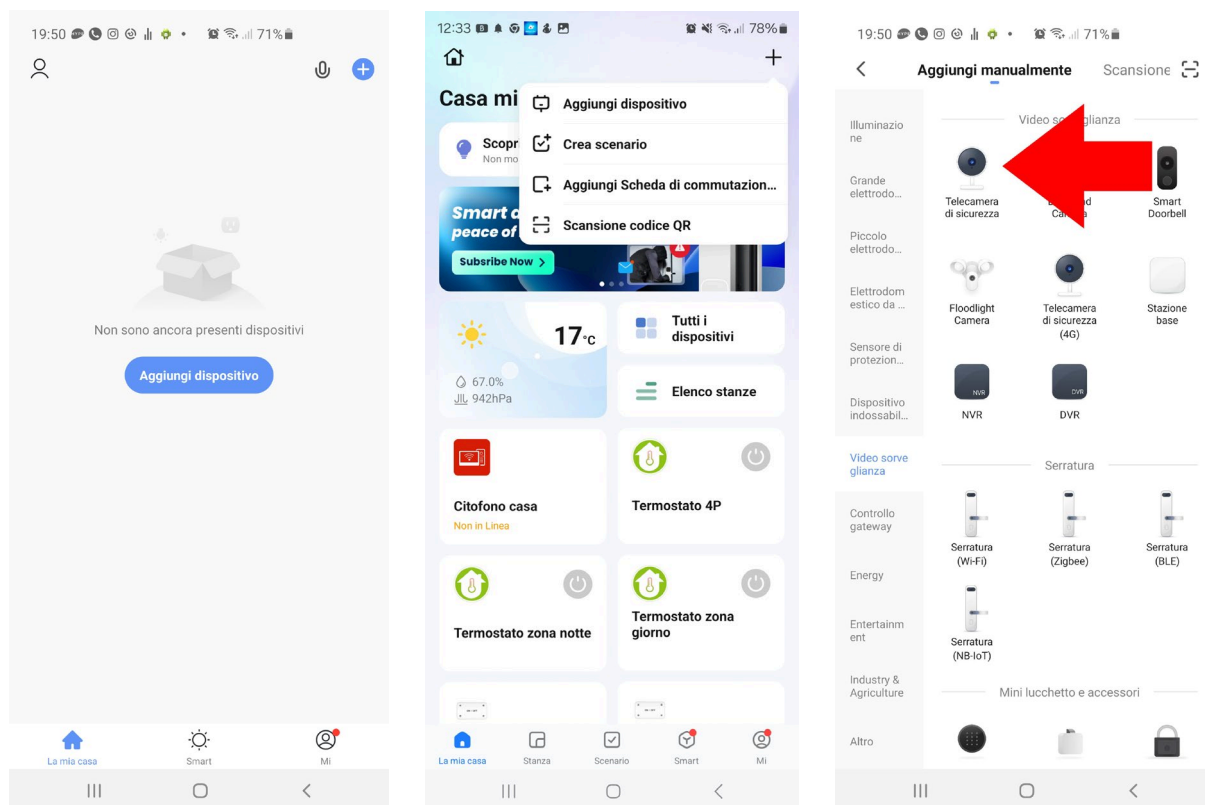 19:50
71%
Non sono ancora presenti dispositivi
Aggiungi dispositivo
La mia casa
Smart
Mi
12:33
78%
Casa mi
Aggiungi dispositivo
Crea scenario
Aggiungi Scheda di commutazion...
Scansione codice QR
Scopr
Non mo
Smart
peace of
Subsribe Now >
17°C
67.0%
942hPa
Tutti i
dispositivi
Elenco stanze
Citofono casa
Non in Linea
Termostato 4P
Termostato zona notte
Termostato zona
giorno
La mia casa
Stanza
Scenario
Smart
Mi
19:50
71%
Aggiungi manualmente
Scansione
Illuminazio
ne
Grande
elettrodo...
Piccolo
elettrodo...
Elettrodom
estico da ...
Sensore di
protezion...
Dispositivo
indossabil...
Video sorve
glianza
Controllo
gateway
Energy
Entertainm
ent
Industry &
Agriculture
Altro
Video so
glianza
Telecamera
di sicurezza
Smart
Doorbell
Floodlight
Camera
Telecamera
di sicurezza
(4G)
Stazione
base
NVR
NVR
DVR
DVR
Serratura
Serratura
(Wi-Fi)
Serratura
(Zigbee)
Serratura
(BLE)
Serratura
(NB-IoT)
Mini lucchetto e accessori